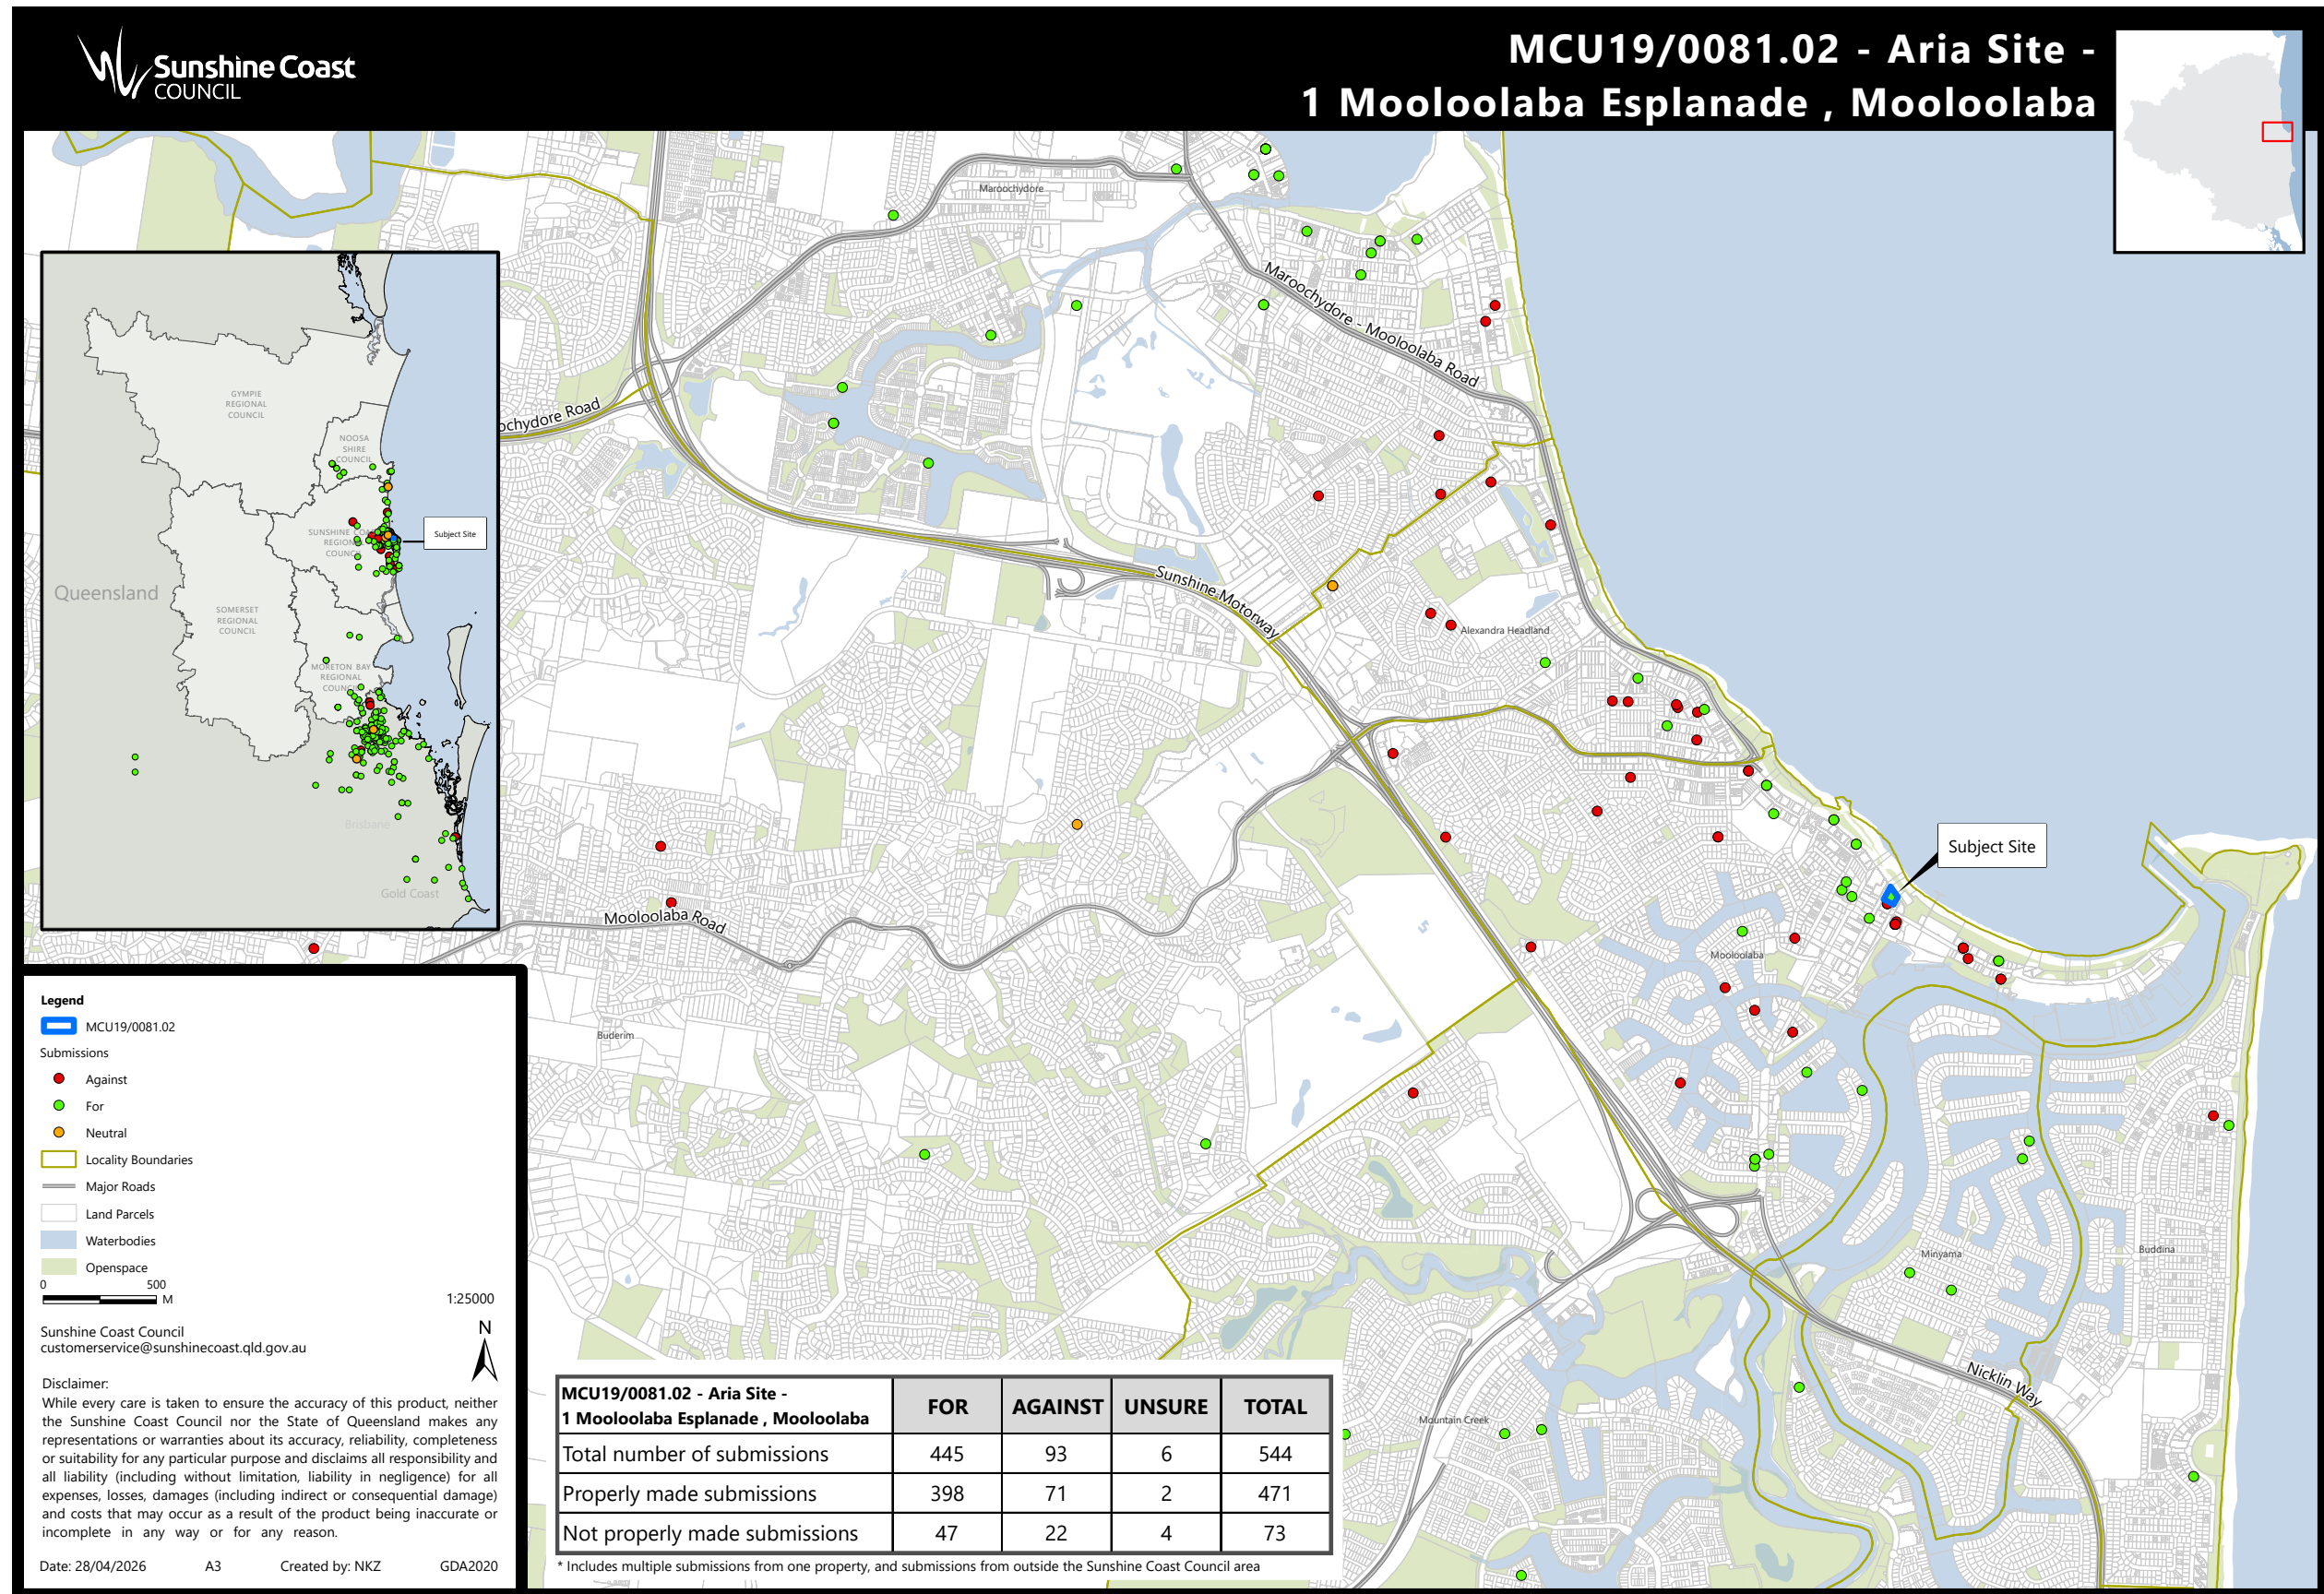 Sunshine Coast
COUNCIL
MCU19/0081.02 - Aria Site -
1 Mooloolaba Esplanade , Mooloolaba
Maroochydore
Maroochydore - Mooloolaba Road
ochydore Road
Sunshine Motorway
Alexandra Headland
Subject Site
Mooloolaba
Mooloolaba Road
Buderim
Minyama
Buddina
Nicklin Way
Mountain Creek
GYMPIE
REGIONAL
COUNCIL
NOOSA
SHIRE
COUNCIL
SUNSHINE COAST
REGIONAL
COUNCIL
Subject Site
Queensland
SOMERSET
REGIONAL
COUNCIL
MORETON BAY
REGIONAL
COUNCIL
Brisbane
Gold Coast
Legend
MCU19/0081.02
Submissions
Against
For
Neutral
Locality Boundaries
Major Roads
Land Parcels
Waterbodies
Openspace
0 500
M
1:25000
Sunshine Coast Council
customerservice@sunshinecoast.qld.gov.au
N
Disclaimer:
While every care is taken to ensure the accuracy of this product, neither
the Sunshine Coast Council nor the State of Queensland makes any
representations or warranties about its accuracy, reliability, completeness
or suitability for any particular purpose and disclaims all responsibility and
all liability (including without limitation, liability in negligence) for all
expenses, losses, damages (including indirect or consequential damage)
and costs that may occur as a result of the product being inaccurate or
incomplete in any way or for any reason.
Date: 28/04/2026 A3 Created by: NKZ GDA2020
MCU19/0081.02 - Aria Site -
1 Mooloolaba Esplanade , Mooloolaba
FOR AGAINST UNSURE TOTAL
Total number of submissions 445 93 6 544
Properly made submissions 398 71 2 471
Not properly made submissions 47 22 4 73
* Includes multiple submissions from one property, and submissions from outside the Sunshine Coast Council area